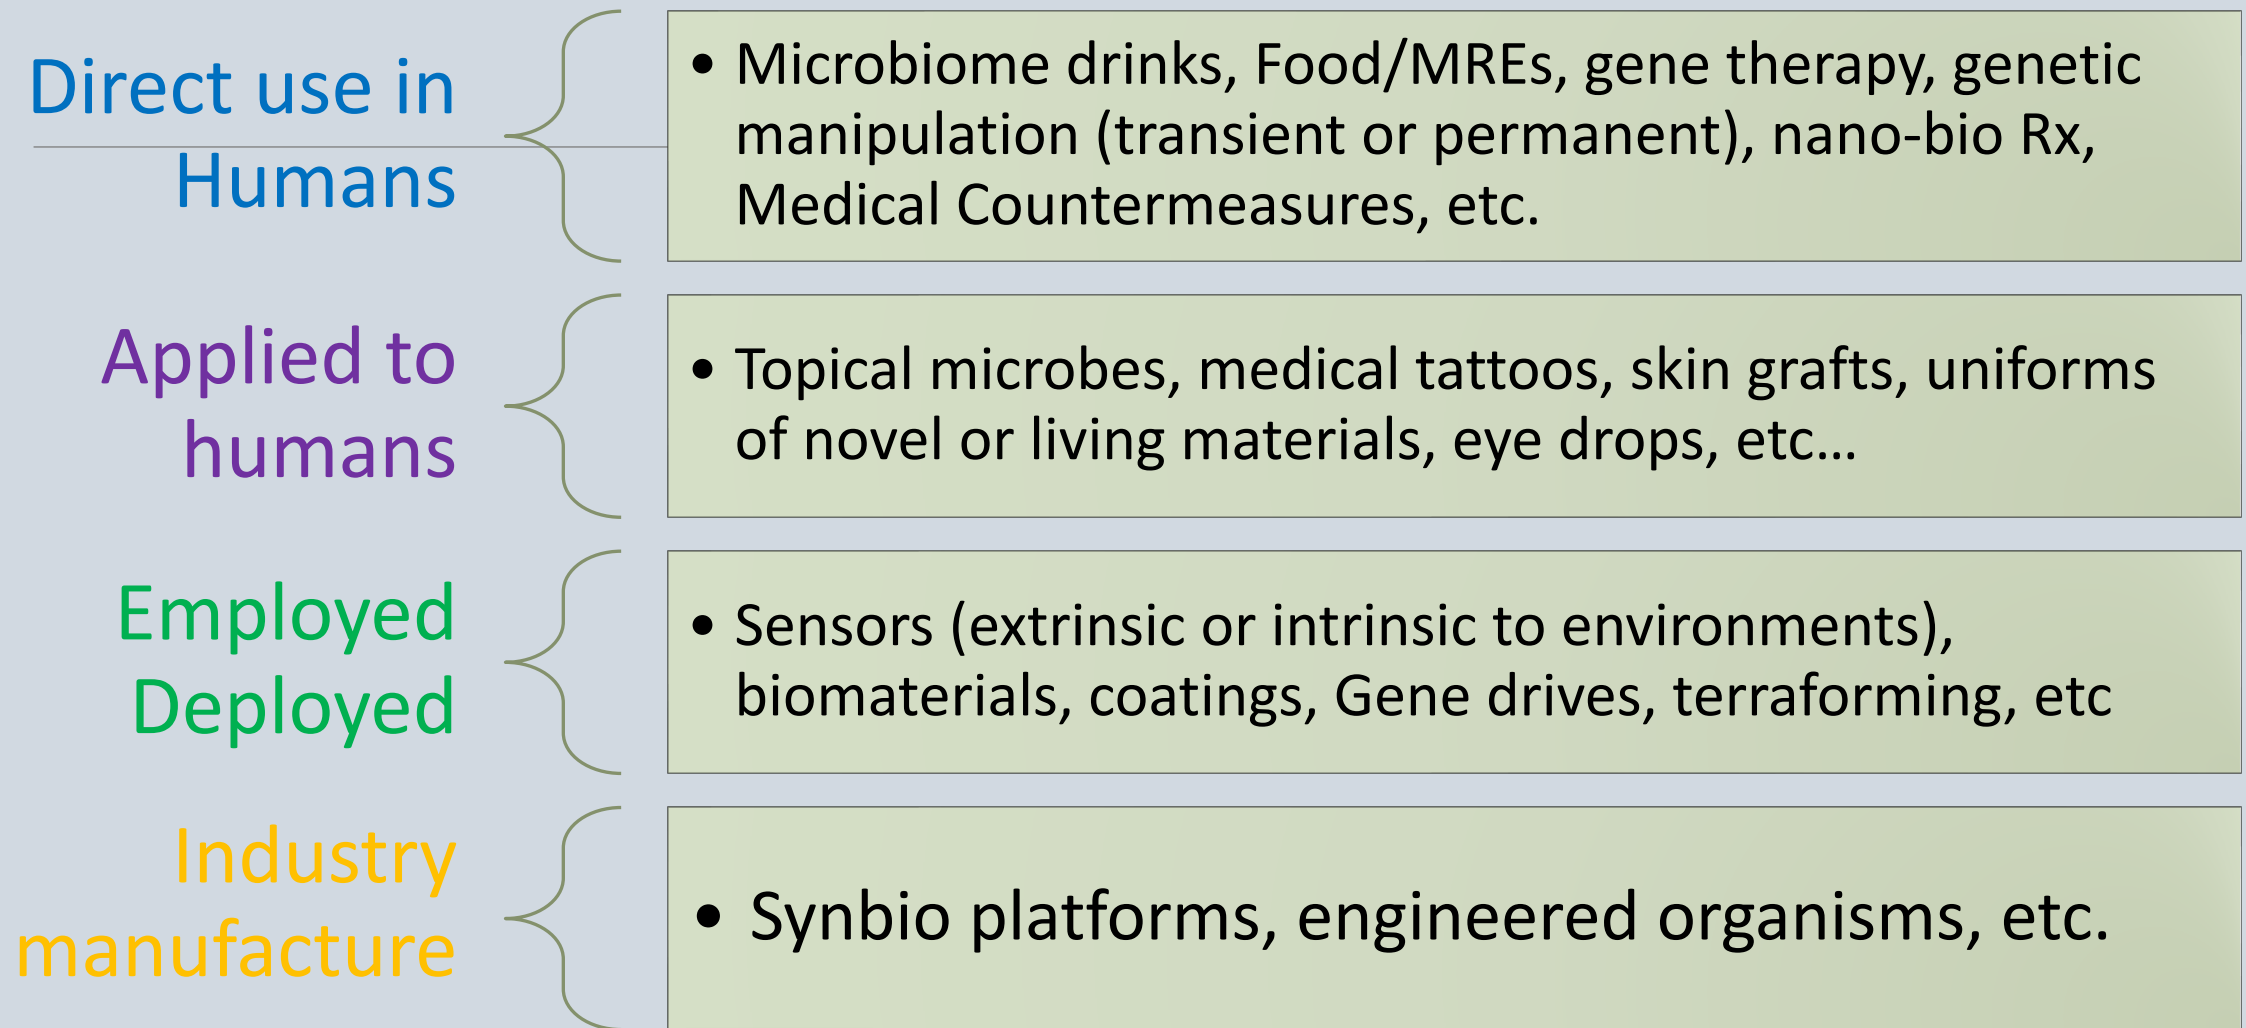 Direct use in
Humans
• Microbiome drinks, Food/MREs, gene therapy, genetic
manipulation (transient or permanent), nano-bio Rx,
Medical Countermeasures, etc.
Applied to
humans
• Topical microbes, medical tattoos, skin grafts, uniforms
of novel or living materials, eye drops, etc...
Employed
Deployed
• Sensors (extrinsic or intrinsic to environments),
biomaterials, coatings, Gene drives, terraforming, etc
Industry
manufacture
• Synbio platforms, engineered organisms, etc.